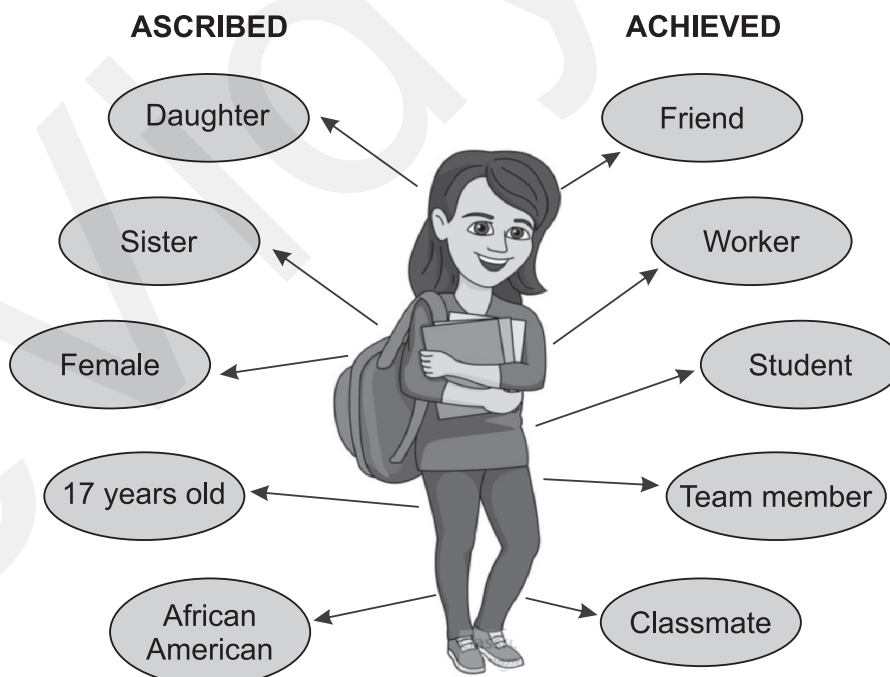 ASCRIBED
ACHIEVED
Daughter
Friend
Sister
Worker
Female
Student
17 years old
Team member
African
American
Classmate